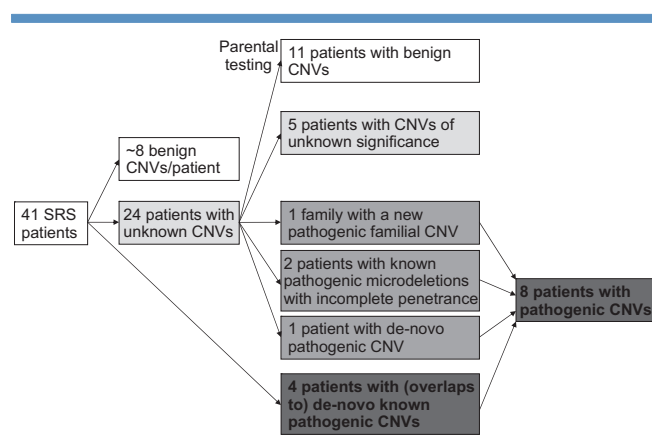 Parental
testing
11 patients with benign
CNVs
~8 benign
CNVs/patient
5 patients with CNVs of
unknown significance
41 SRS
patients
24 patients with
unknown CNVs
1 family with a new
pathogenic familial CNV
2 patients with known
pathogenic microdeletions
with incomplete penetrance
1 patient with de-novo
pathogenic CNV
8 patients with
pathogenic CNVs
4 patients with (overlaps
to) de-novo known
pathogenic CNVs